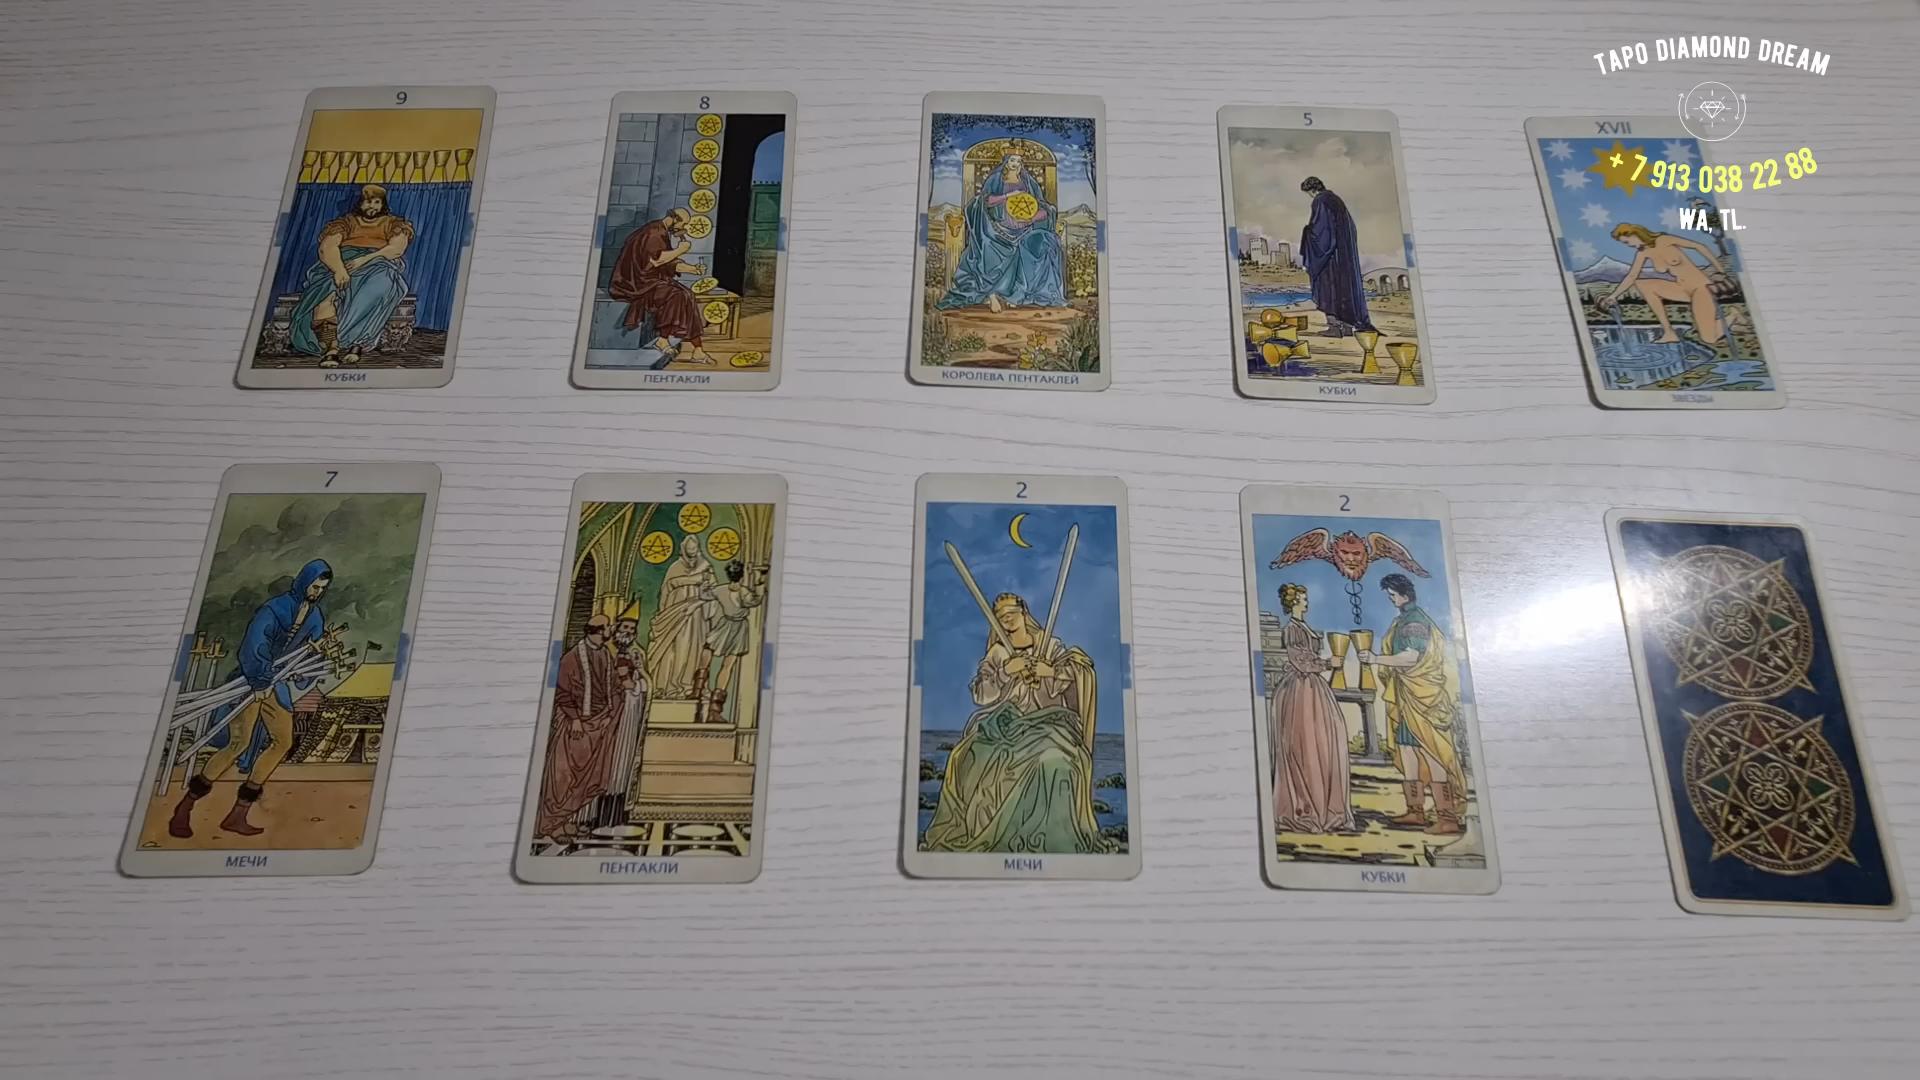 ТАРО DIAMOND DREAM
+ 7 913 038 22 88
WA, TL.
9
КУБКИ
8
ПЕНТАКЛИ
КОРОЛЕВА ПЕНТАКЛЕЙ
5
КУБКИ
XVII
ЗВЕЗДЫ
7
МЕЧИ
3
ПЕНТАКЛИ
2
МЕЧИ
2
КУБКИ